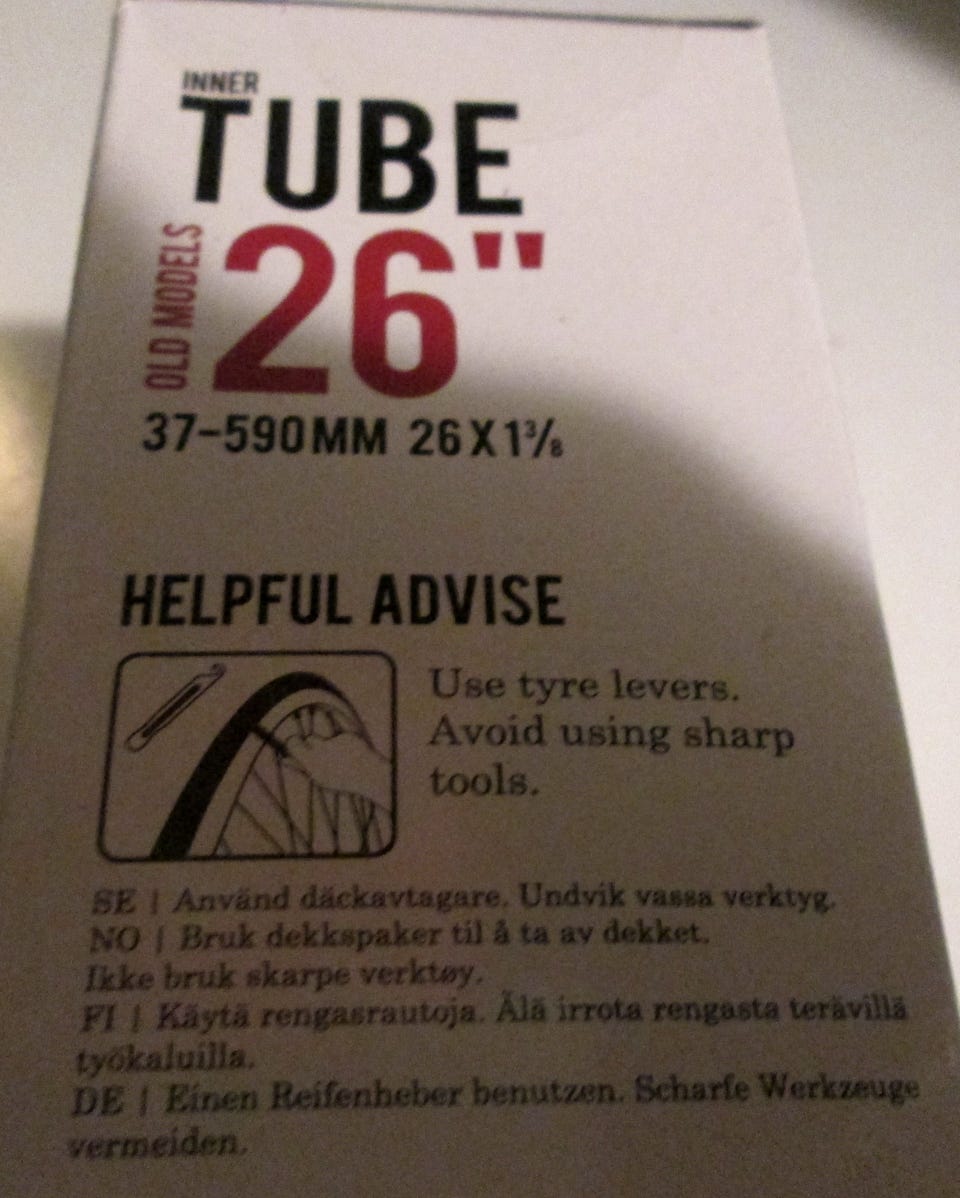 INNER
TUBE
OLD MODELS
26"
37-590MM 26X1⅜
HELPFUL ADVISE
Use tyre levers.
Avoid using sharp
tools.
SE | Använd däckavtagare. Undvik vassa verktyg.
NO | Bruk dekkspaker til å ta av dekket.
Ikke bruk skarpe verktøy.
FI | Käytä rengasrautoja. Älä irrota rengasta terävillä
työkaluilla.
DE | Einen Reifenheber benutzen. Scharfe Werkzeuge
vermeiden.